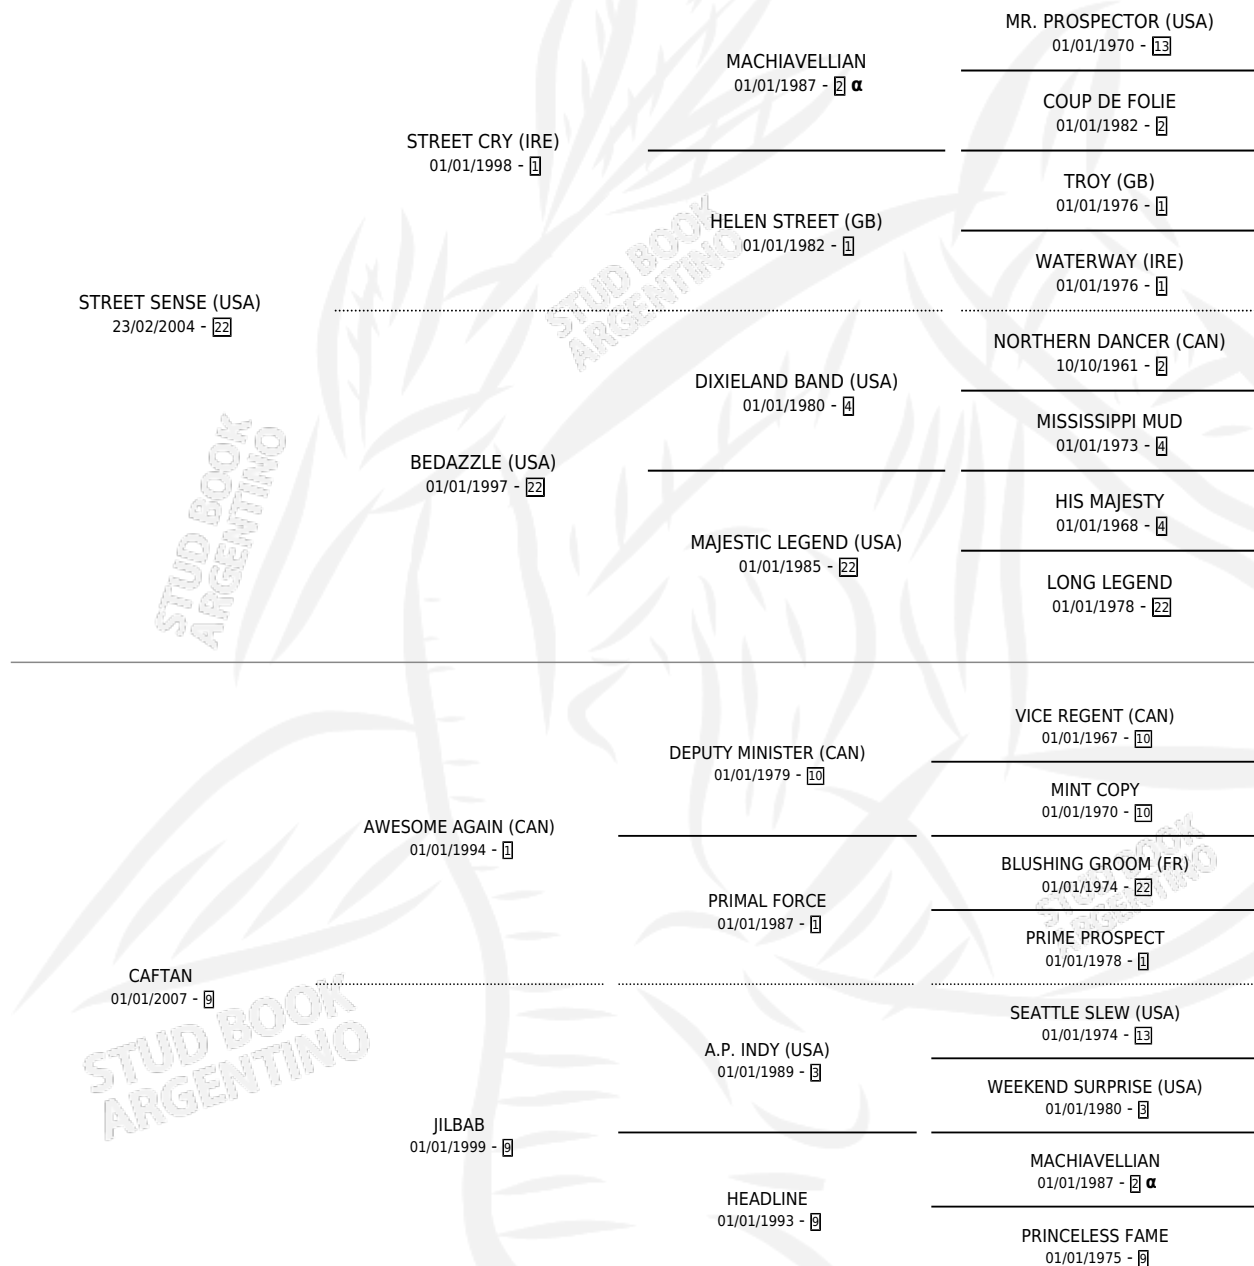 MR. PROSPECTOR (USA)
01/01/1970 - 13
MACHIAVELLIAN
01/01/1987 - 2 α
COUP DE FOLIE
01/01/1982 - 2
STREET CRY (IRE)
01/01/1998 - 1
TROY (GB)
01/01/1976 - 1
HELEN STREET (GB)
01/01/1982 - 1
WATERWAY (IRE)
01/01/1976 - 1
STREET SENSE (USA)
23/02/2004 - 22
NORTHERN DANCER (CAN)
10/10/1961 - 2
DIXIELAND BAND (USA)
01/01/1980 - 4
MISSISSIPPI MUD
01/01/1973 - 4
BEDAZZLE (USA)
01/01/1997 - 22
HIS MAJESTY
01/01/1968 - 4
MAJESTIC LEGEND (USA)
01/01/1985 - 22
LONG LEGEND
01/01/1978 - 22
VICE REGENT (CAN)
01/01/1967 - 10
DEPUTY MINISTER (CAN)
01/01/1979 - 10
MINT COPY
01/01/1970 - 10
AWESOME AGAIN (CAN)
01/01/1994 - 1
BLUSHING GROOM (FR)
01/01/1974 - 22
PRIMAL FORCE
01/01/1987 - 1
PRIME PROSPECT
01/01/1978 - 1
CAFTAN
01/01/2007 - 9
SEATTLE SLEW (USA)
01/01/1974 - 13
A.P. INDY (USA)
01/01/1989 - 3
WEEKEND SURPRISE (USA)
01/01/1980 - 3
JILBAB
01/01/1999 - 9
MACHIAVELLIAN
01/01/1987 - 2 α
HEADLINE
01/01/1993 - 9
PRINCELESS FAME
01/01/1975 - 9
STUD BOOK
ARGENTINO
STUD BOOK
ARGENTINO
STUD BOOK
ARGENTINO
STUD BOOK
ARGENTINO